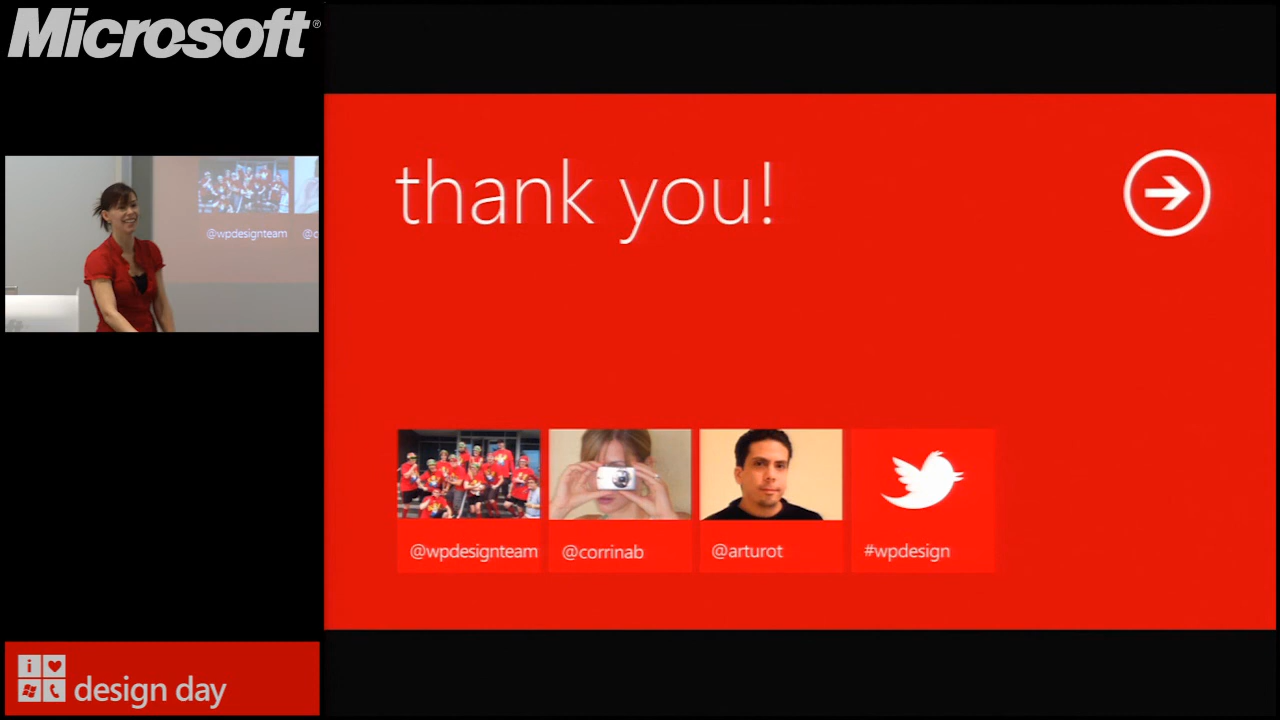 Microsoft®
@wpdesignteam
@c
thank you!
@wpdesignteam
@corrinab
@arturot
#wpdesign
i
design day